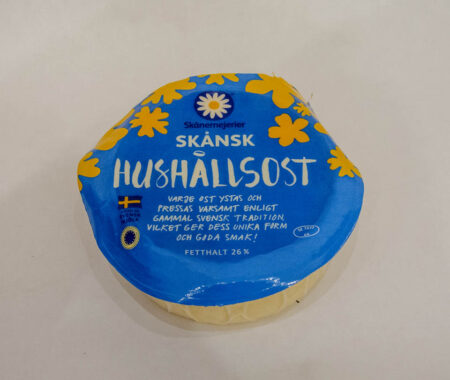 Skånemejerier
SKÅNSK
HUSHÅLLSOST
VARJE OST YSTAS OCH
PRESSAS VARSAMT ENLIGT
GAMMAL SVENSK TRADITION,
VILKET GER DESS UNIKA FORM
OCH GODA SMAK!
FETTHALT 26%